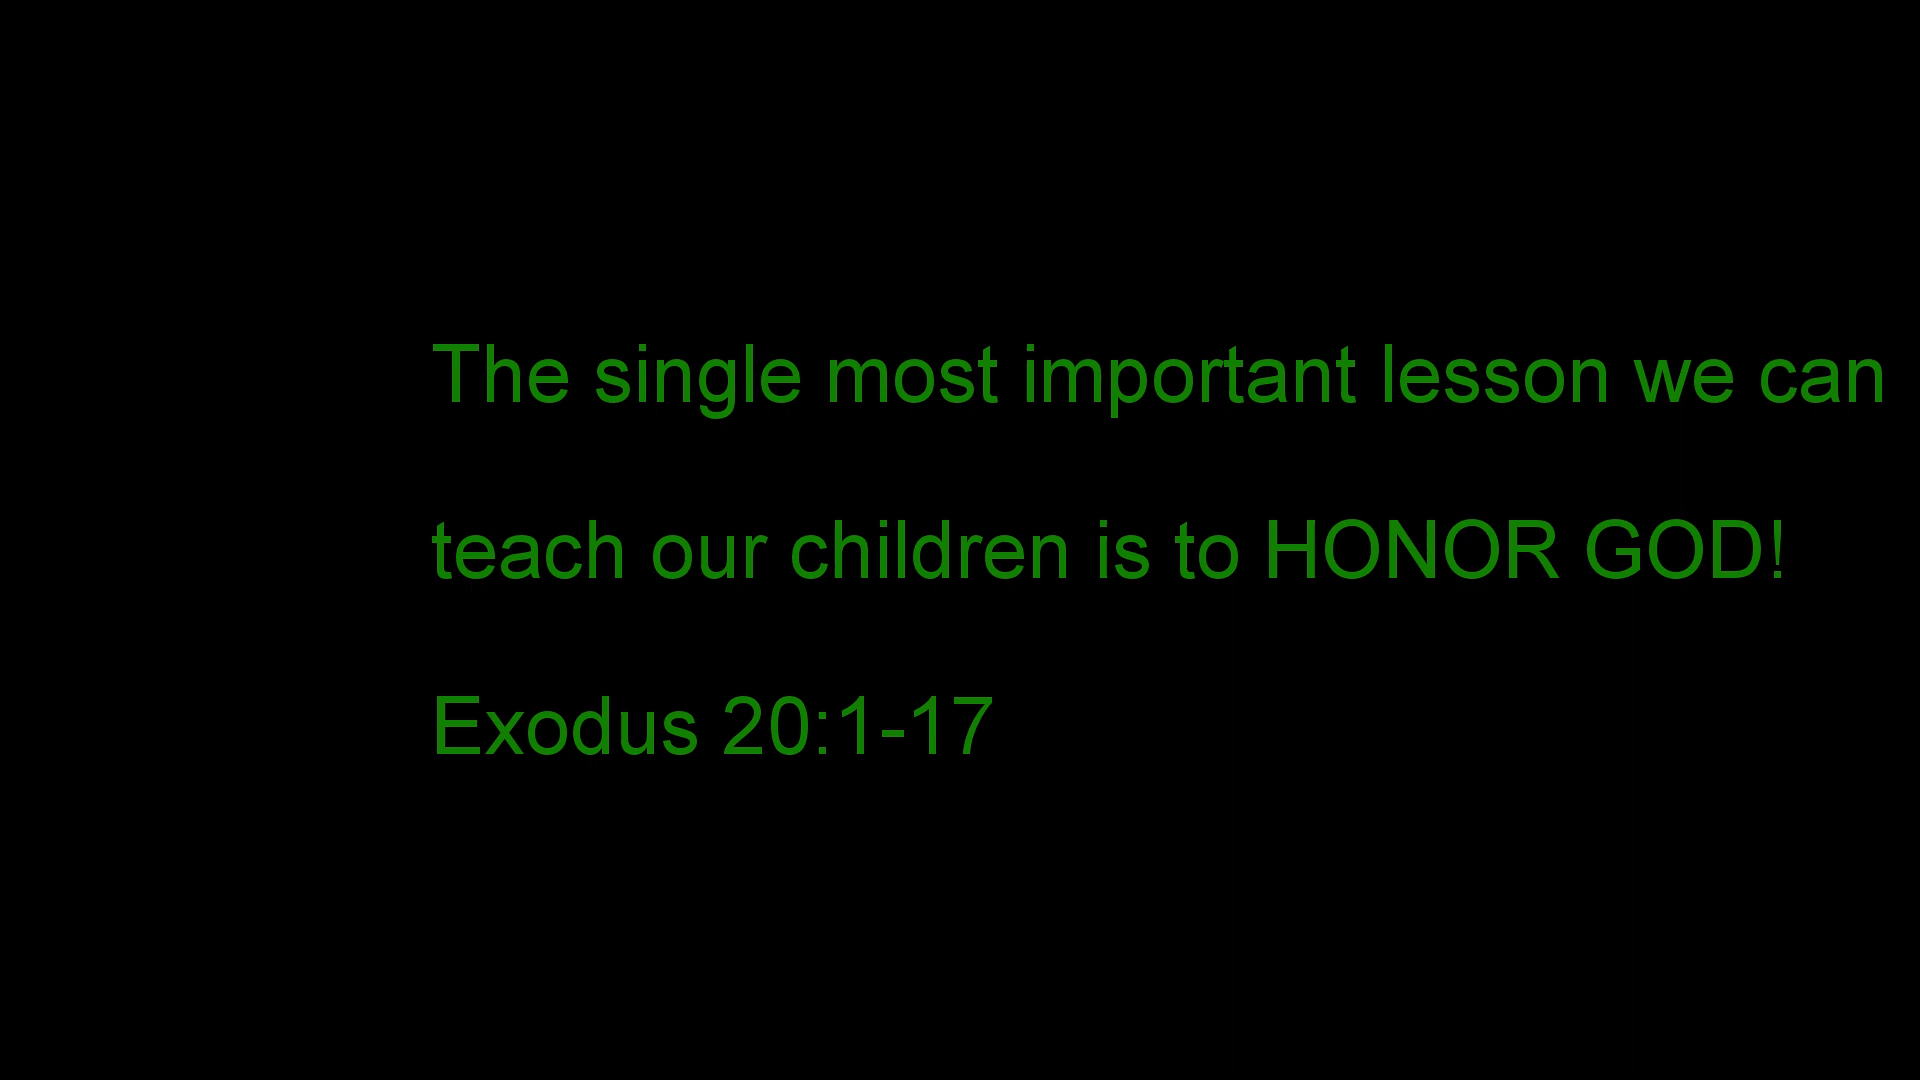 The single most important lesson we can
teach our children is to HONOR GOD!
Exodus 20:1-17